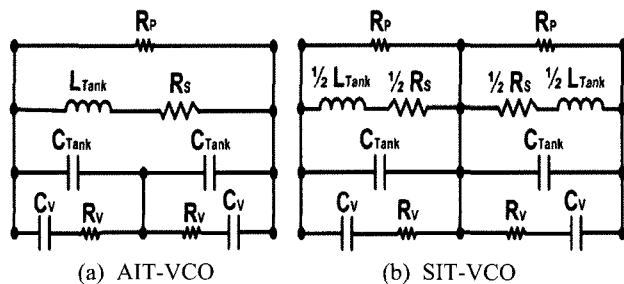 RP RP RP
LTank RS ½ LTank ½ RS ½ RS ½ LTank
CTank CTank CTank CTank
CV RV RV CV CV RV RV CV
(a) AIT-VCO (b) SIT-VCO